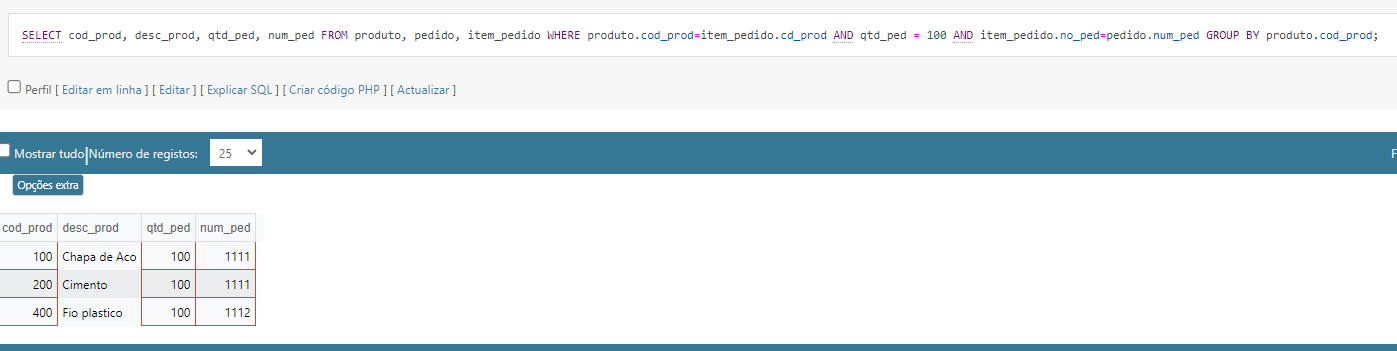 SELECT cod_prod, desc_prod, qtd_ped, num_ped FROM produto, pedido, item_pedido WHERE produto.cod_prod=item_pedido.cd_prod AND qtd_ped = 100 AND item_pedido.no_ped=pedido.num_ped GROUP BY produto.cod_prod;
Perfil [ Editar em linha ] [ Editar ] [ Explicar SQL ] [ Criar código PHP ] [ Actualizar ]
Mostrar tudo Número de registos: 25 F
Opções extra
cod_prod desc_prod qtd_ped num_ped
100 Chapa de Aco 100 1111
200 Cimento 100 1111
400 Fio plastico 100 1112